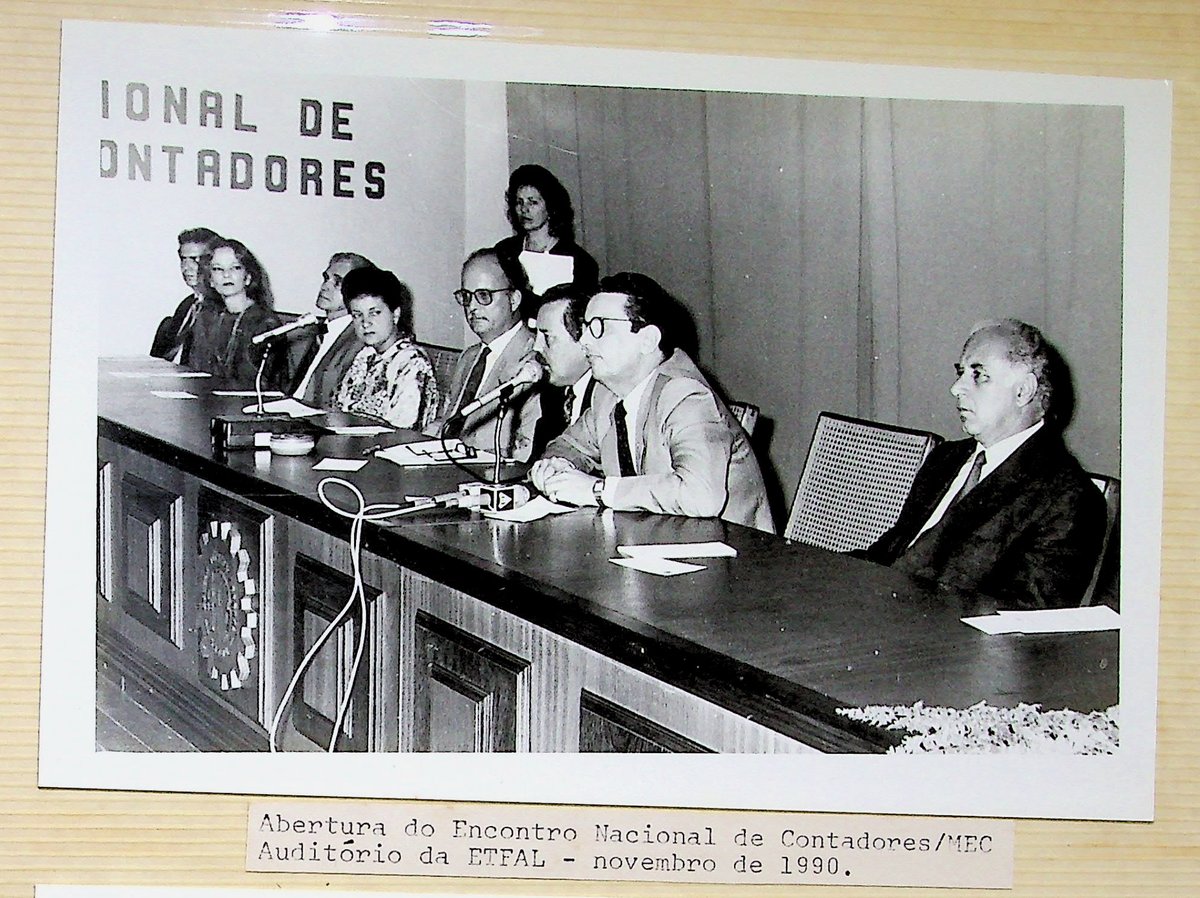 IONAL DE
ONTADORES
Abertura do Encontro Nacional de Contadores/MEC
Auditório da ETFAL - novembro de 1990.